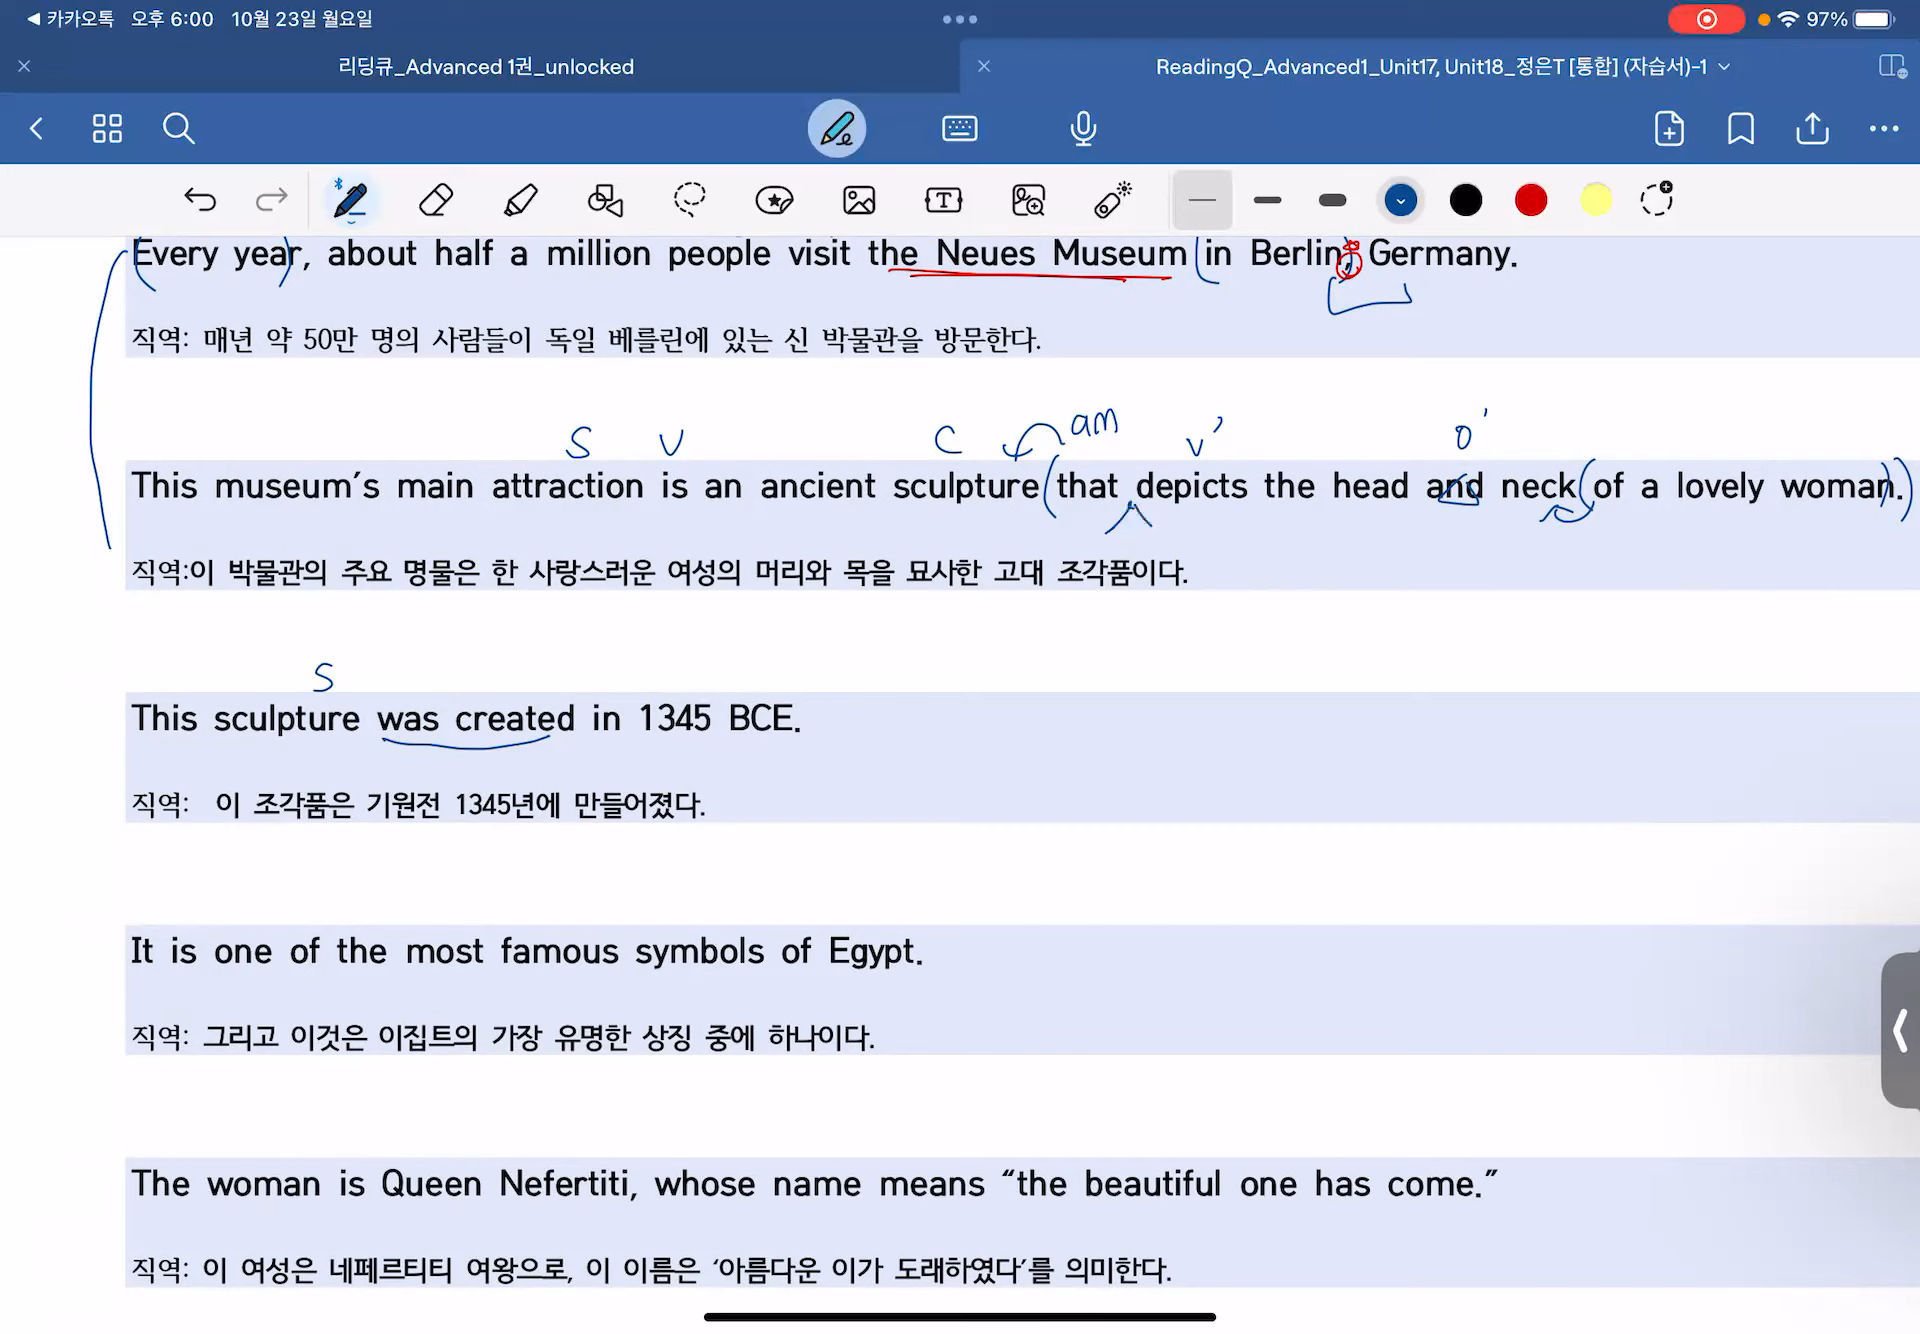 ◀ 카카오톡 오후 6:00 10월 23일 월요일 97%
리딩큐_Advanced 1권_unlocked
ReadingQ_Advanced1_Unit17, Unit18_정은T [통합] (자습서)-1
Every year, about half a million people visit the Neues Museum in Berlin, Germany.
직역: 매년 약 50만 명의 사람들이 독일 베를린에 있는 신 박물관을 방문한다.
S V C am V' O'
This museum's main attraction is an ancient sculpture (that depicts the head and neck (of a lovely woman.))
직역:이 박물관의 주요 명물은 한 사랑스러운 여성의 머리와 목을 묘사한 고대 조각품이다.
S
This sculpture was created in 1345 BCE.
직역: 이 조각품은 기원전 1345년에 만들어졌다.
It is one of the most famous symbols of Egypt.
직역: 그리고 이것은 이집트의 가장 유명한 상징 중에 하나이다.
The woman is Queen Nefertiti, whose name means “the beautiful one has come.”
직역: 이 여성은 네페르티티 여왕으로, 이 이름은 ‘아름다운 이가 도래하였다’를 의미한다.